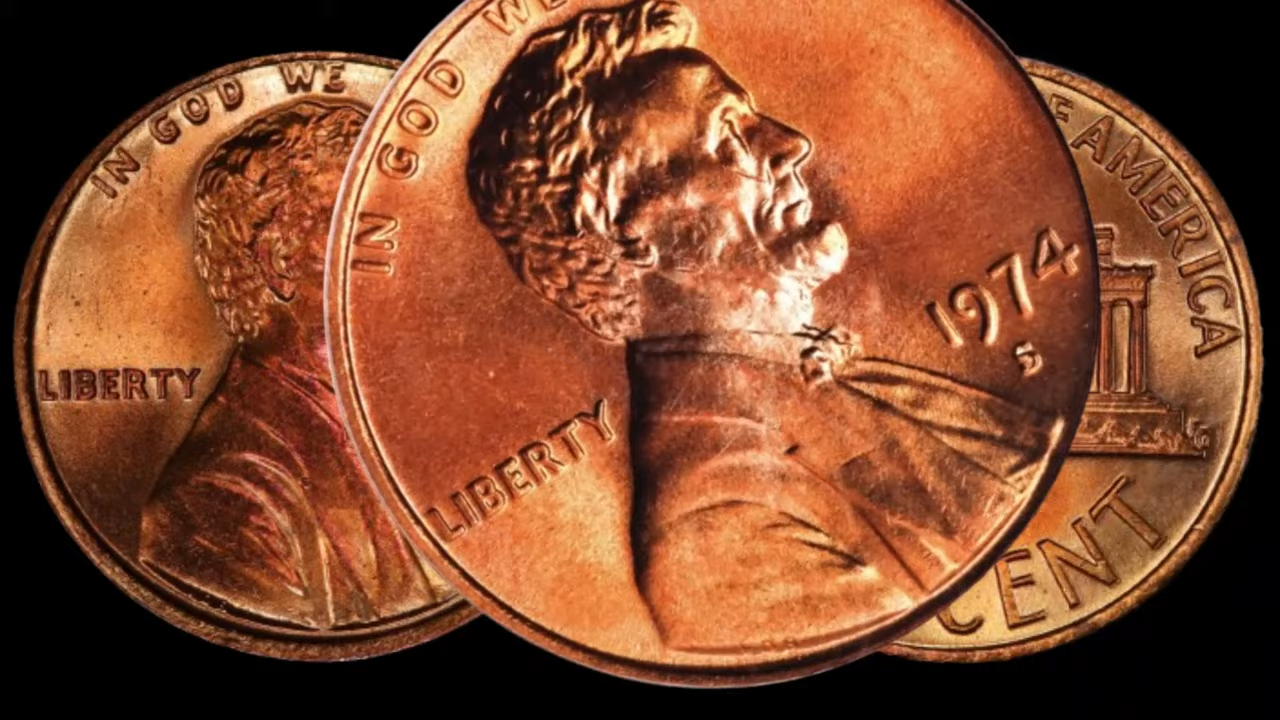 IN GOD WE
LIBERTY
IN GOD WE
LIBERTY
1974
S
F AMERICA
CENT